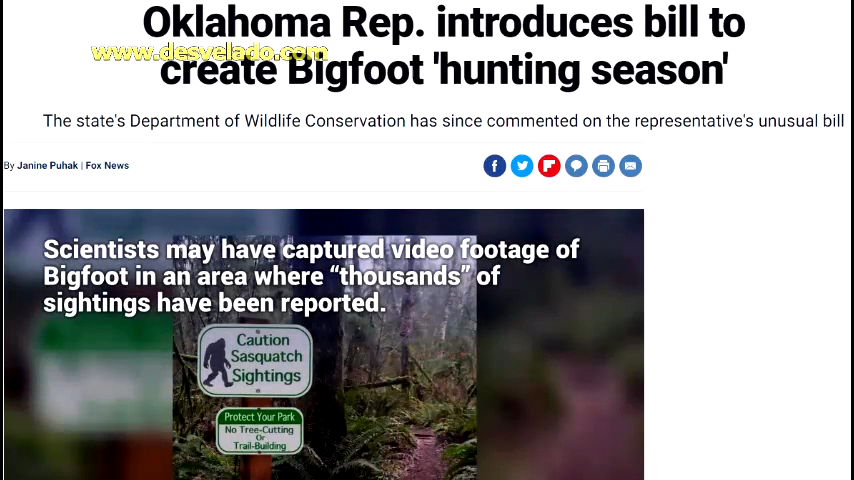 Oklahoma Rep. introduces bill to
www.desvelado.com
create Bigfoot 'hunting season'
The state's Department of Wildlife Conservation has since commented on the representative's unusual bill
By Janine Puhak | Fox News
Scientists may have captured video footage of
Bigfoot in an area where “thousands” of
sightings have been reported.
Caution
Sasquatch
Sightings
Protect Your Park
No Tree-Cutting
Or
Trail-Building